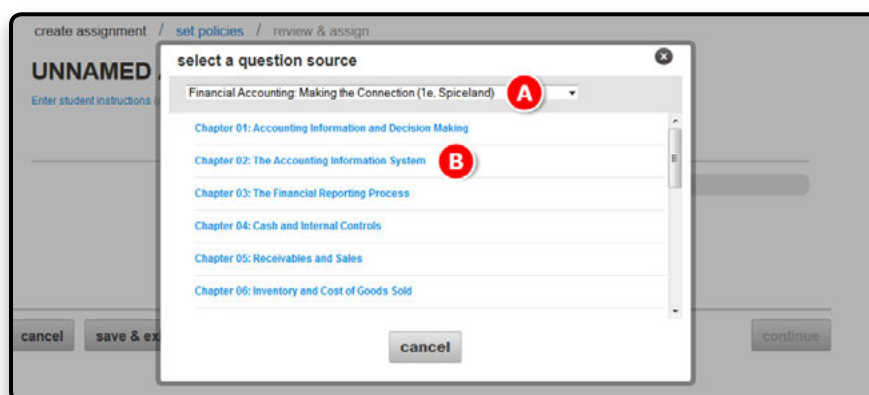 create assignment / set policies / review & assign
select a question source
UNNAMED
Financial Accounting: Making the Connection (1e, Spiceland)
A
Enter student instructions
Chapter 01: Accounting Information and Decision Making
Chapter 02: The Accounting Information System
B
Chapter 03: The Financial Reporting Process
Chapter 04: Cash and Internal Controls
Chapter 05: Receivables and Sales
Chapter 06: Inventory and Cost of Goods Sold
cancel
save & ex
continue
cancel